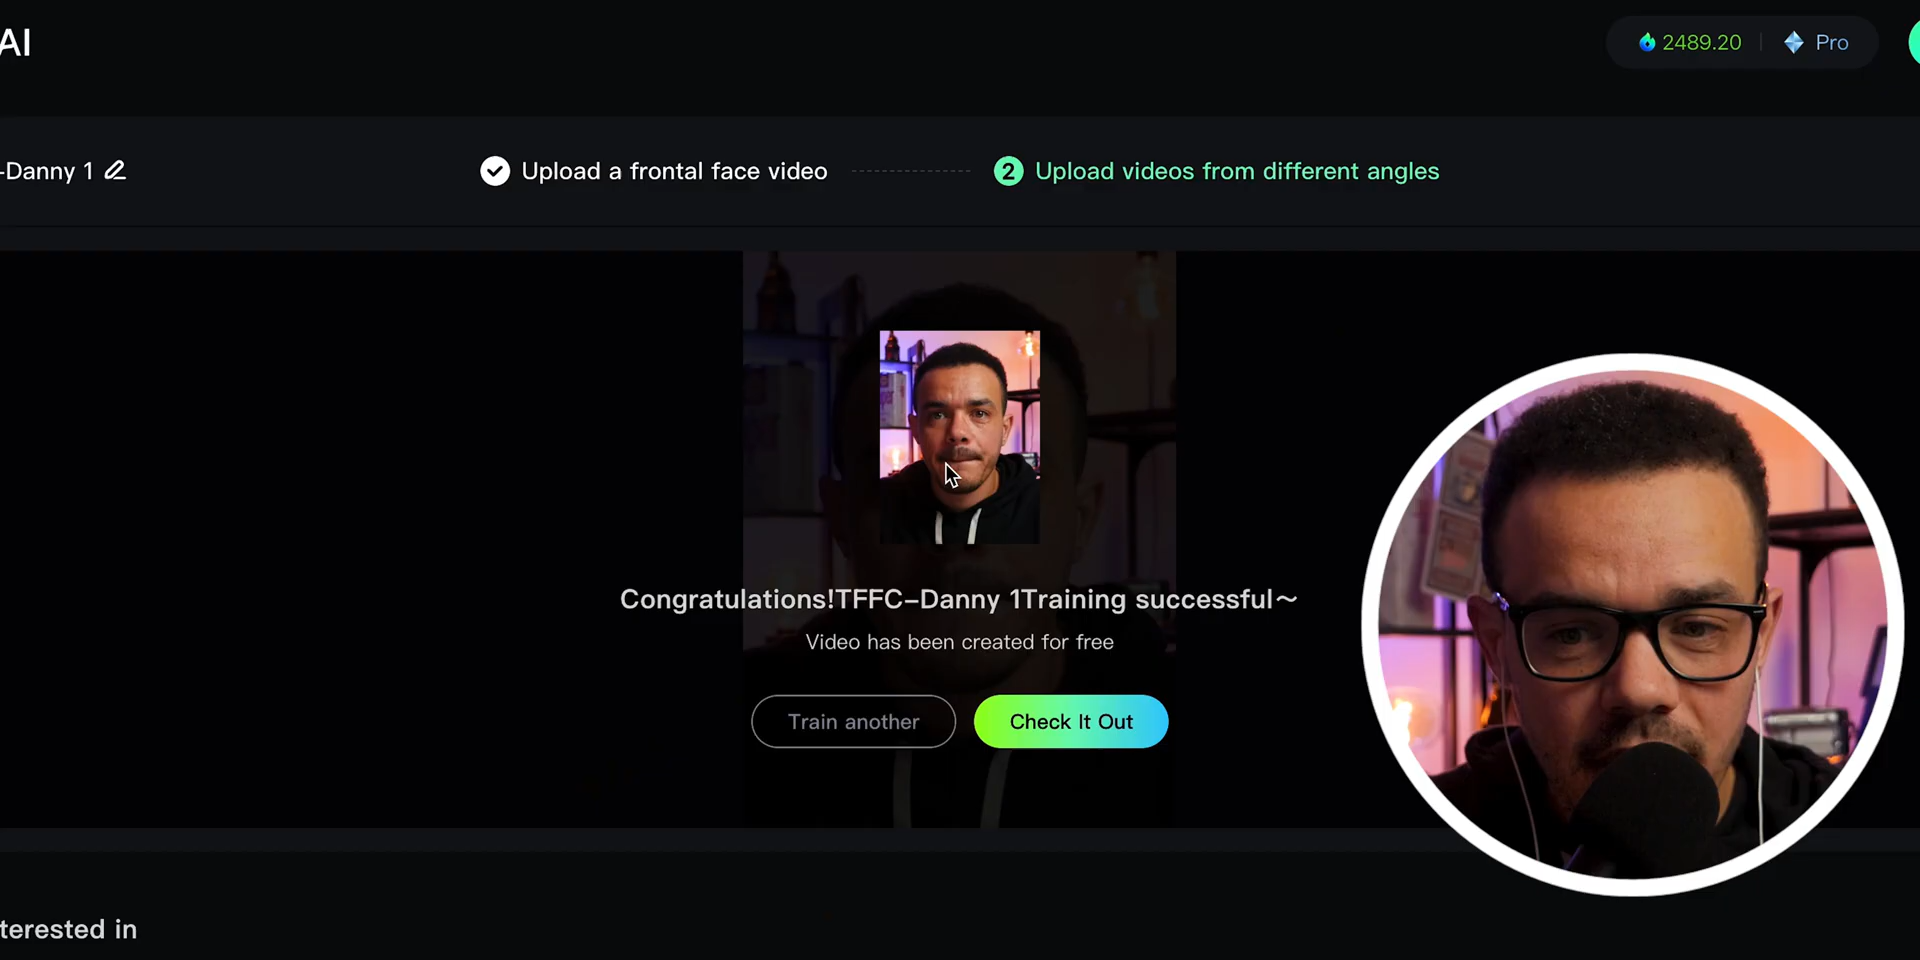 AI
2489.20
Pro
-Danny 1
Upload a frontal face video
2 Upload videos from different angles
Congratulations!TFFC-Danny 1Training successful~
Video has been created for free
Train another
Check It Out
terested in